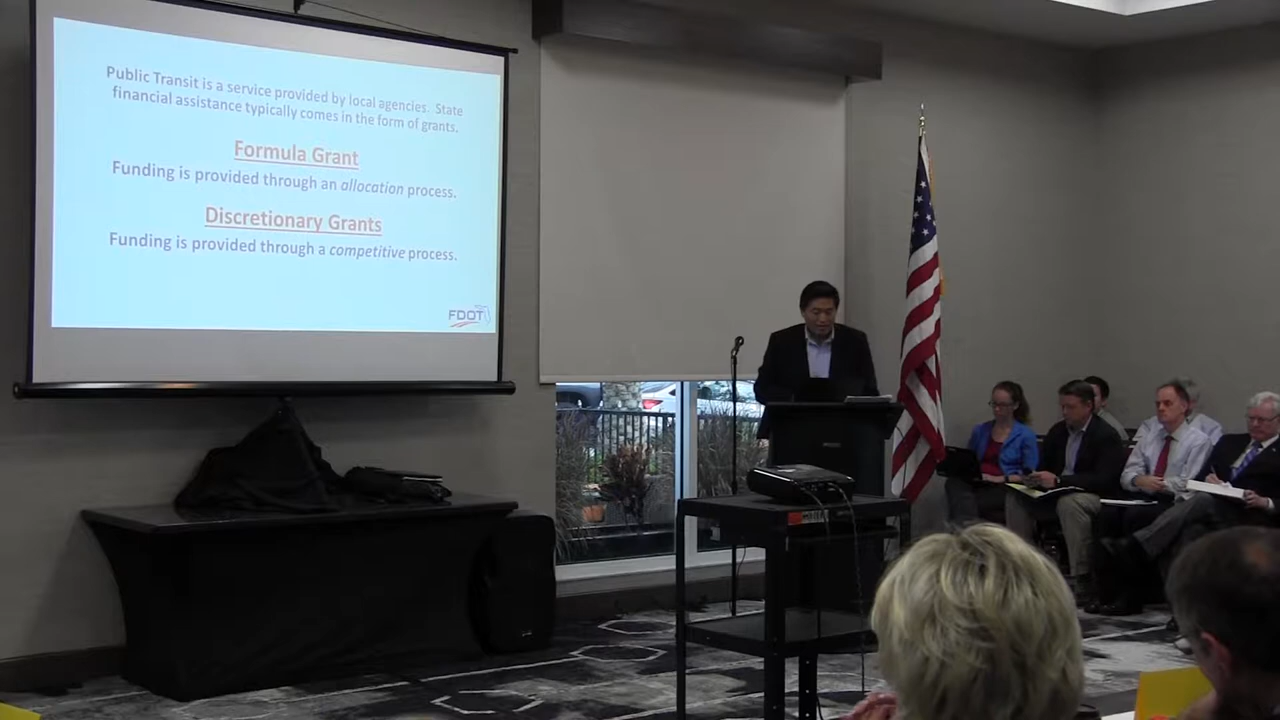 Public Transit is a service provided by local agencies. State
financial assistance typically comes in the form of grants.
Formula Grant
Funding is provided through an allocation process.
Discretionary Grants
Funding is provided through a competitive process.
FDOT